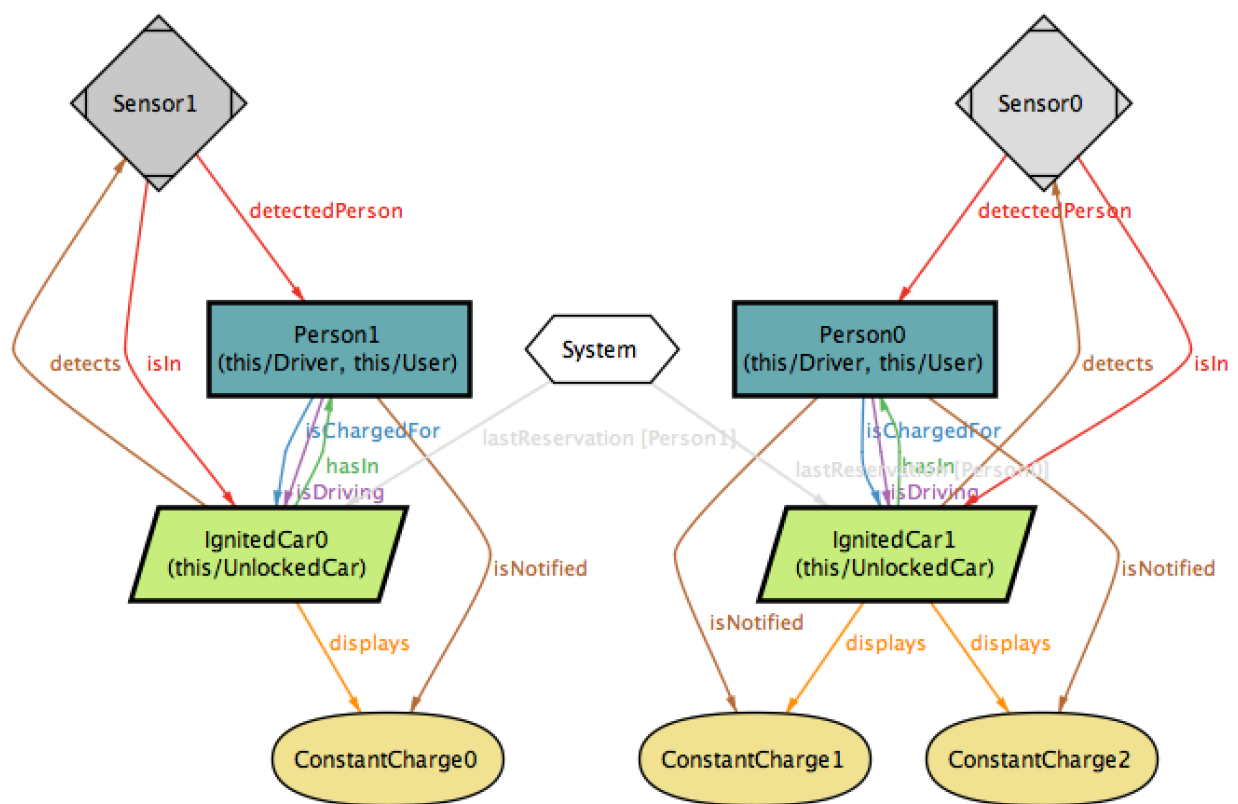 Sensor1
Sensor0
detectedPerson
detectedPerson
Person1
(this/Driver, this/User)
System
Person0
(this/Driver, this/User)
detects
isIn
detects
isIn
isChargedFor
lastReservation [Person1]
isChargedFor
hasIn
lastReservation [Person0]
hasIn
isDriving
isDriving
IgnitedCar0
(this/UnlockedCar)
IgnitedCar1
(this/UnlockedCar)
isNotified
isNotified
isNotified
displays
displays
displays
ConstantCharge0
ConstantCharge1
ConstantCharge2